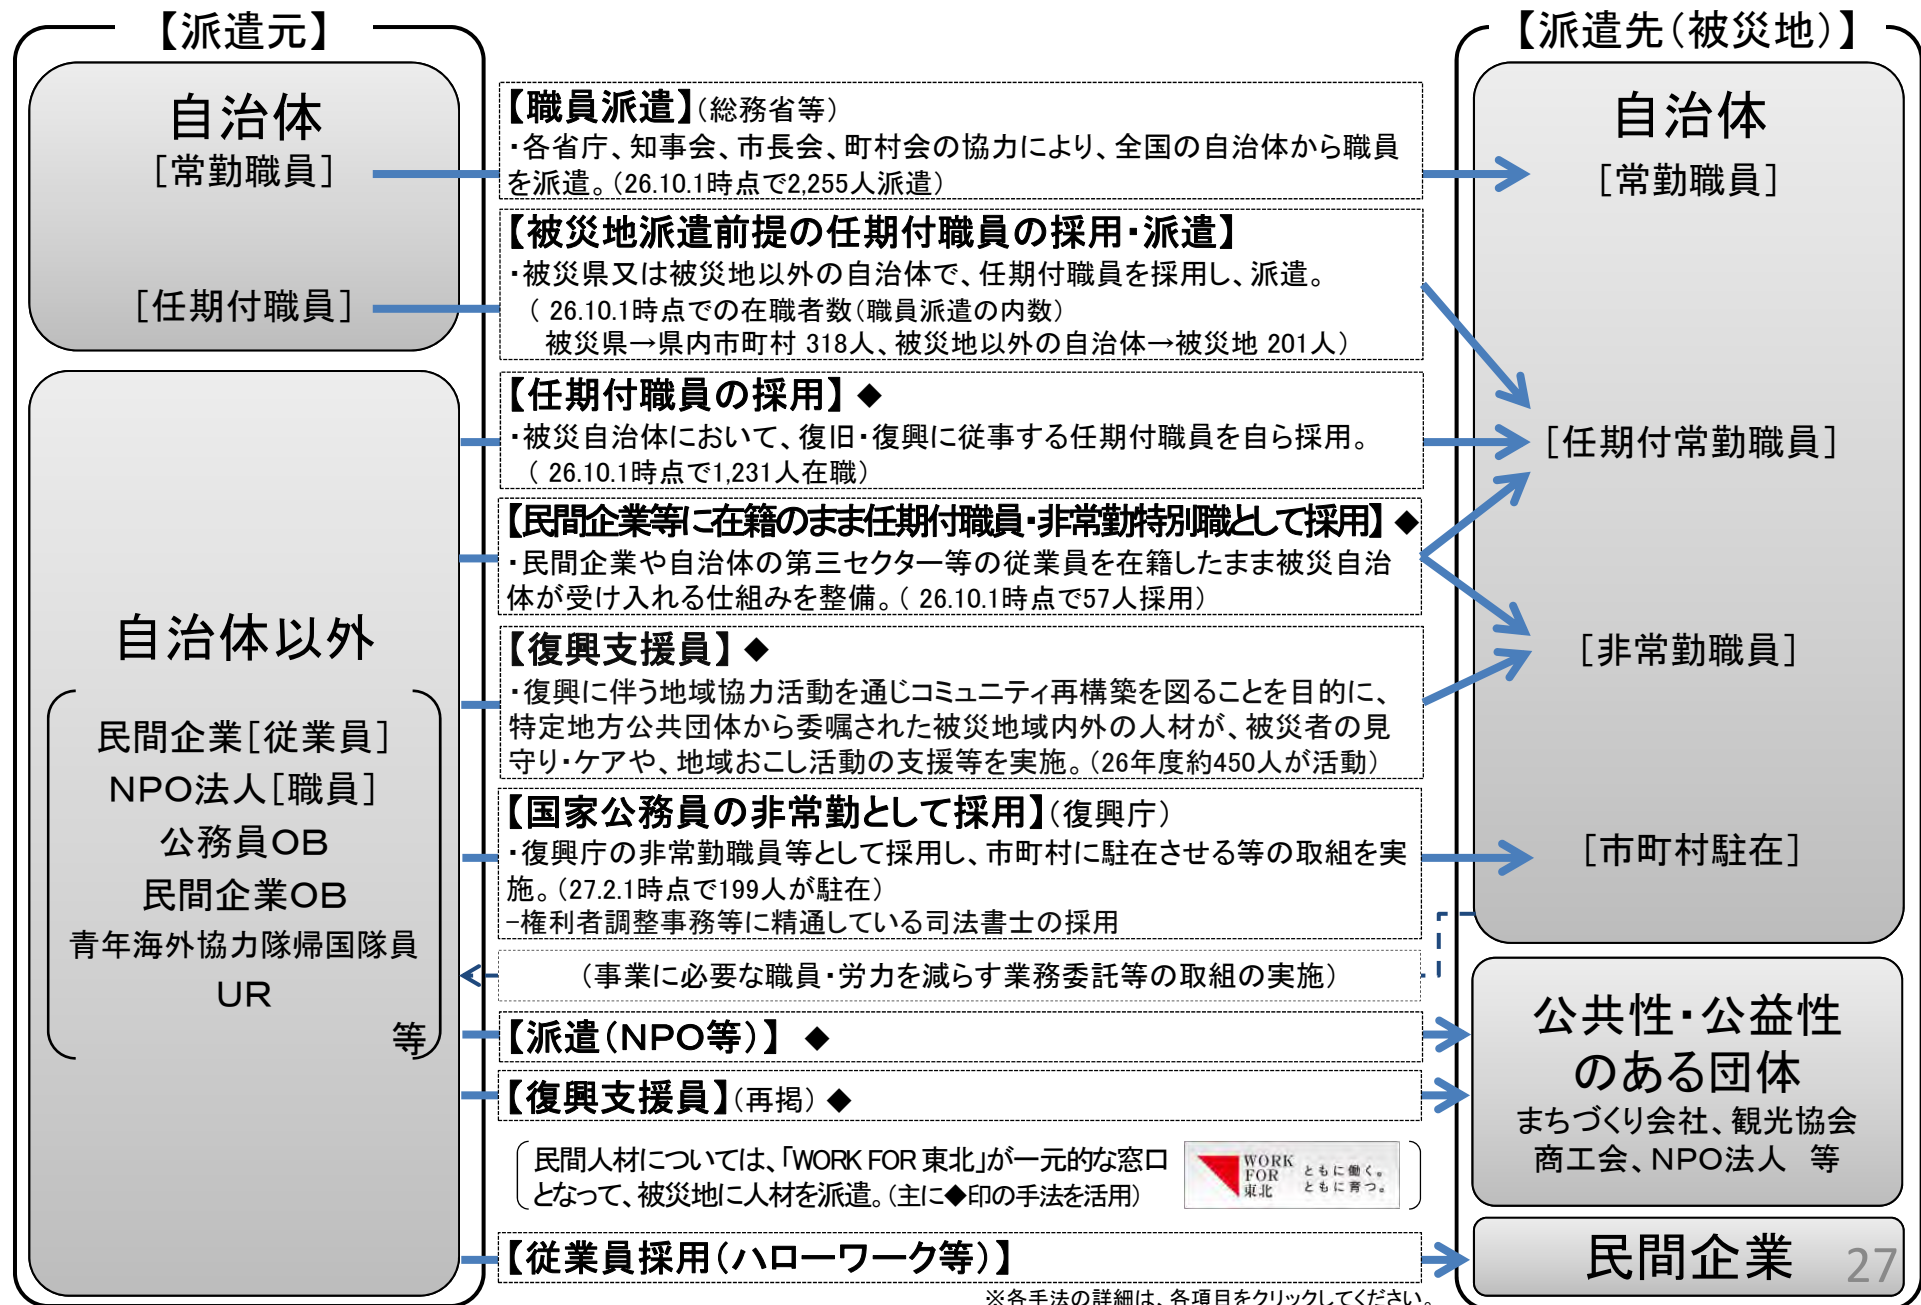 【派遣元】
自治体
[常勤職員]
[任期付職員]
自治体以外
民間企業[従業員]
NPO法人[職員]
公務員OB
民間企業OB
青年海外協力隊帰国隊員
UR
等
【職員派遣】(総務省等)
・各省庁、知事会、市長会、町村会の協力により、全国の自治体から職員
を派遣。(26.10.1時点で2,255人派遣)
【被災地派遣前提の任期付職員の採用・派遣】
・被災県又は被災地以外の自治体で、任期付職員を採用し、派遣。
( 26.10.1時点での在職者数(職員派遣の内数)
被災県→県内市町村 318人、被災地以外の自治体→被災地 201人)
【任期付職員の採用】◆
・被災自治体において、復旧・復興に従事する任期付職員を自ら採用。
( 26.10.1時点で1,231人在職)
【民間企業等に在籍のまま任期付職員・非常勤特別職として採用】◆
・民間企業や自治体の第三セクター等の従業員を在籍したまま被災自治
体が受け入れる仕組みを整備。( 26.10.1時点で57人採用)
【復興支援員】◆
・復興に伴う地域協力活動を通じコミュニティ再構築を図ることを目的に、
特定地方公共団体から委嘱された被災地域内外の人材が、被災者の見
守り・ケアや、地域おこし活動の支援等を実施。(26年度約450人が活動)
【国家公務員の非常勤として採用】(復興庁)
・復興庁の非常勤職員等として採用し、市町村に駐在させる等の取組を実
施。(27.2.1時点で199人が駐在)
-権利者調整事務等に精通している司法書士の採用
(事業に必要な職員・労力を減らす業務委託等の取組の実施)
【派遣(NPO等)】 ◆
【復興支援員】(再掲) ◆
民間人材については、「WORK FOR 東北」が一元的な窓口
となって、被災地に人材を派遣。(主に◆印の手法を活用)
WORK
FOR
東北
ともに働く。
ともに育つ。
【従業員採用(ハローワーク等)】
※各手法の詳細は、各項目をクリックしてください。
【派遣先(被災地)】
自治体
[常勤職員]
[任期付常勤職員]
[非常勤職員]
[市町村駐在]
公共性・公益性
のある団体
まちづくり会社、観光協会
商工会、NPO法人 等
民間企業
27